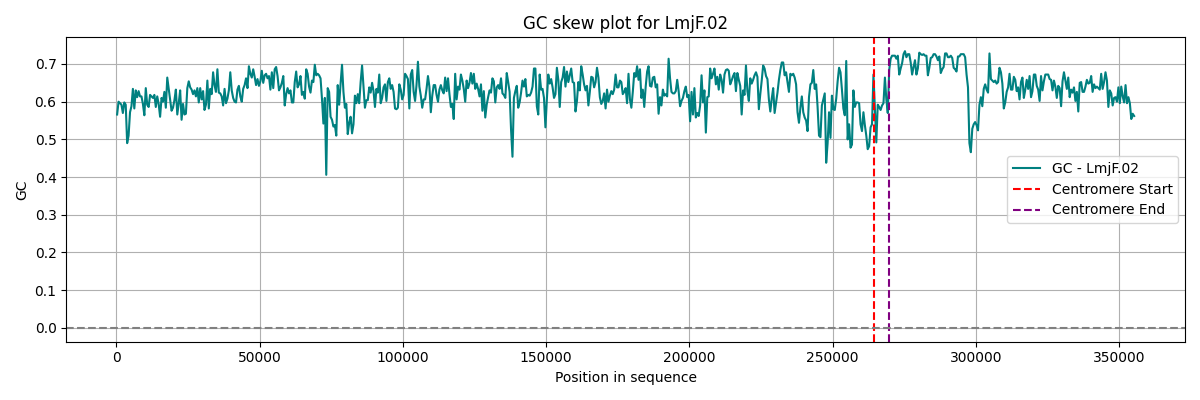 GC skew plot for LmjF.02
GC
0.7
0.6
0.5
0.4
0.3
0.2
0.1
0.0
GC - LmjF.02
Centromere Start
Centromere End
0 50000 100000 150000 200000 250000 300000 350000
Position in sequence